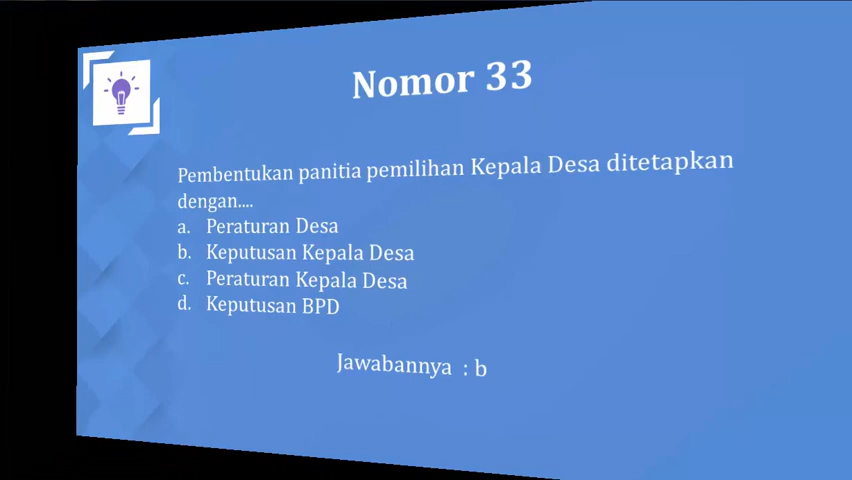 Nomor 33
Pembentukan panitia pemilihan Kepala Desa ditetapkan
dengan....
a. Peraturan Desa
b. Keputusan Kepala Desa
c. Peraturan Kepala Desa
d. Keputusan BPD
Jawabannya : b